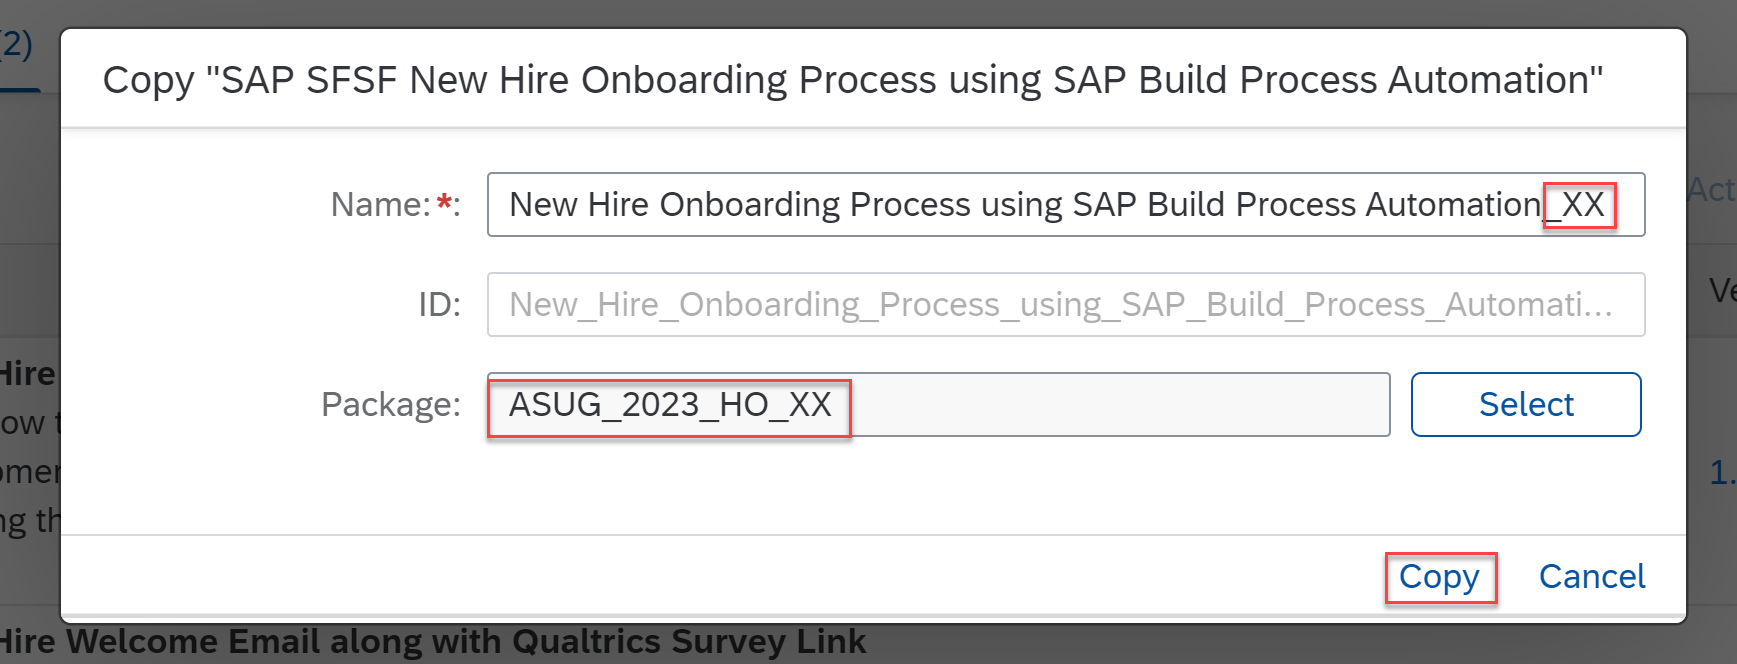 (2)
Copy "SAP SFSF New Hire Onboarding Process using SAP Build Process Automation"
Name: *:
New Hire Onboarding Process using SAP Build Process Automation_XX
Act
ID:
New_Hire_Onboarding_Process_using_SAP_Build_Process_Automati...
Ve
Hire
Package:
ASUG_2023_HO_XX
Select
ow t
omer
1.
ng th
Copy
Cancel
Hire Welcome Email along with Qualtrics Survey Link